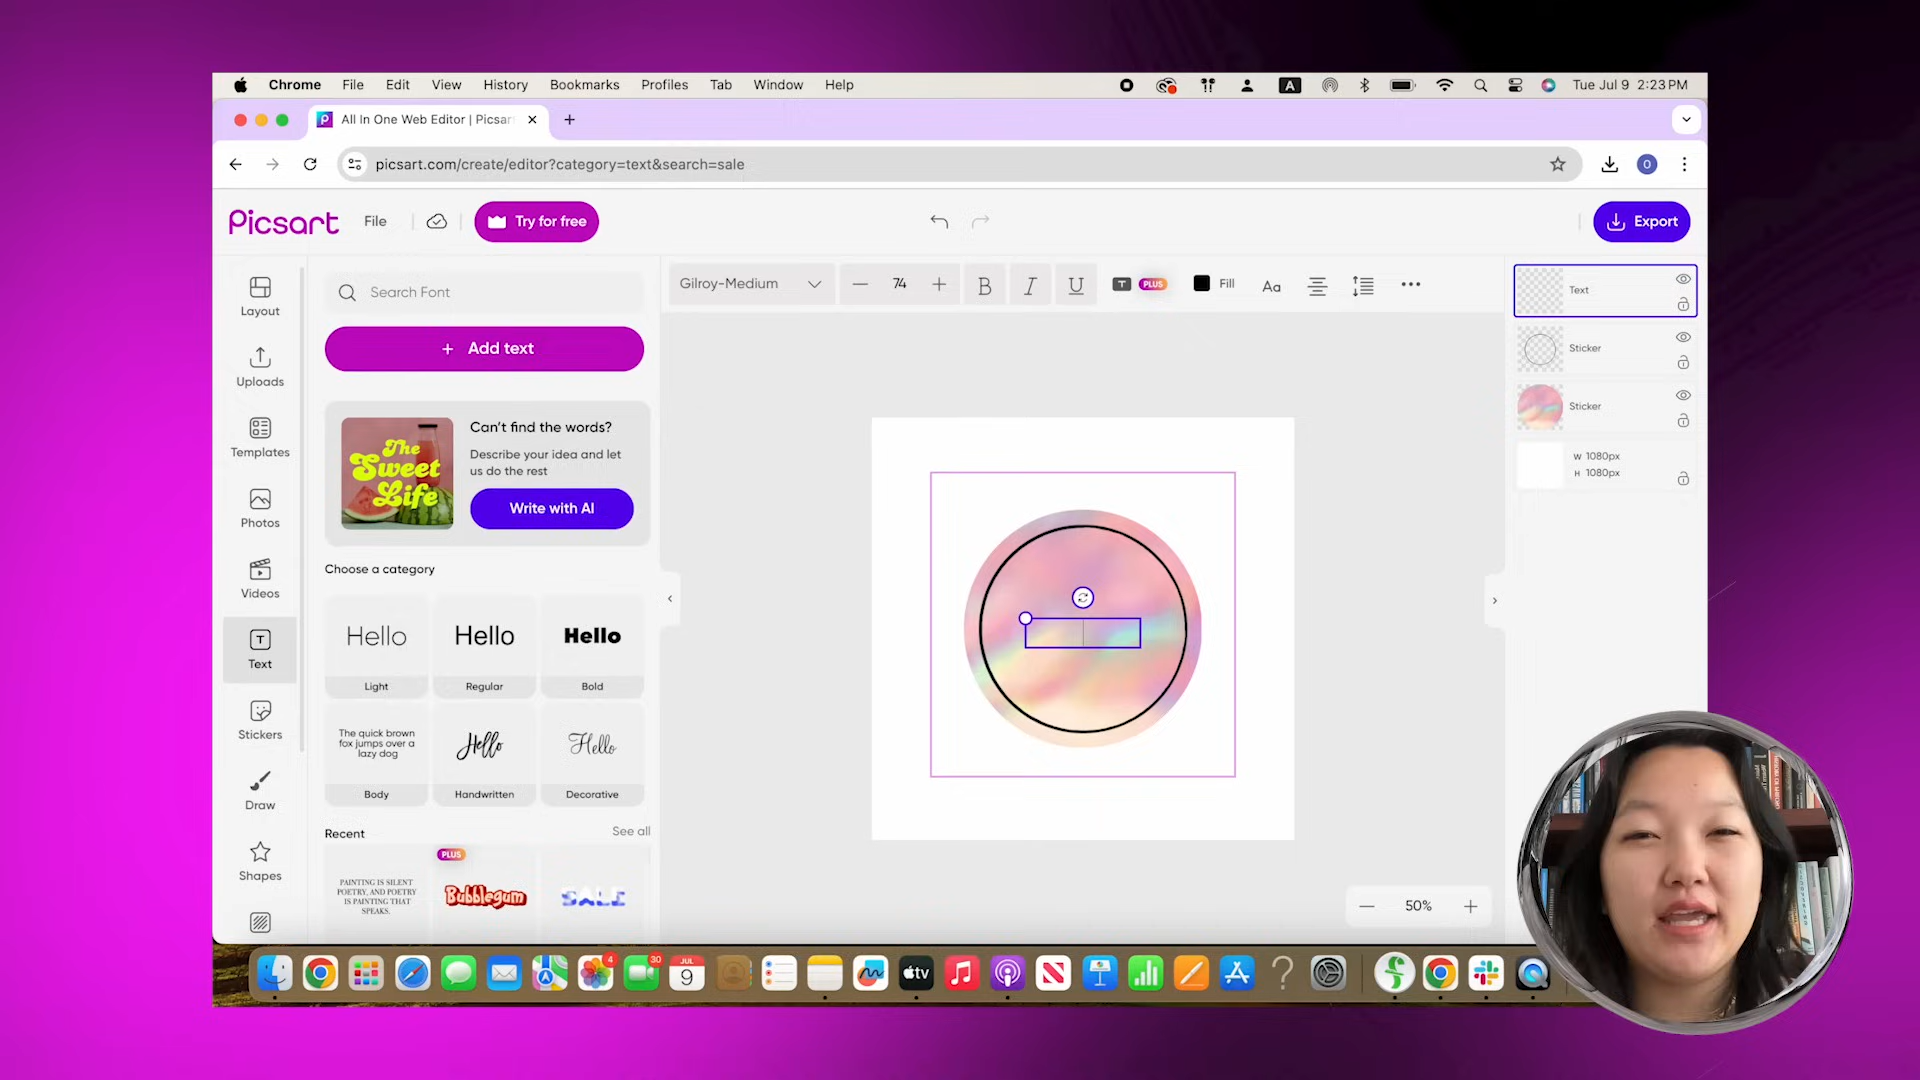 Chrome File Edit View History Bookmarks Profiles Tab Window Help A Tue Jul 9 2:23 PM
All In One Web Editor | Picsar
picsart.com/create/editor?category=text&search=sale O
Picsart File Try for free Export
Layout
Uploads
Templates
Photos
Videos
Text
Stickers
Draw
Shapes
Search Font
+ Add text
The
Sweet
Life
Can't find the words?
Describe your idea and let
us do the rest
Write with AI
Choose a category
Hello Hello Hello
Light Regular Bold
The quick brown
fox jumps over a
lazy dog
Hello Hello
Body Handwritten Decorative
Recent See all
PLUS
PAINTING IS SILENT
POETRY, AND POETRY
IS PAINTING THAT
SPEAKS.
Bubblegum
SALE
Gilroy-Medium 74 B I U T PLUS Fill Aa
Text
Sticker
Sticker
W 1080px
H 1080px
50%
4 30 JUL 9 tv